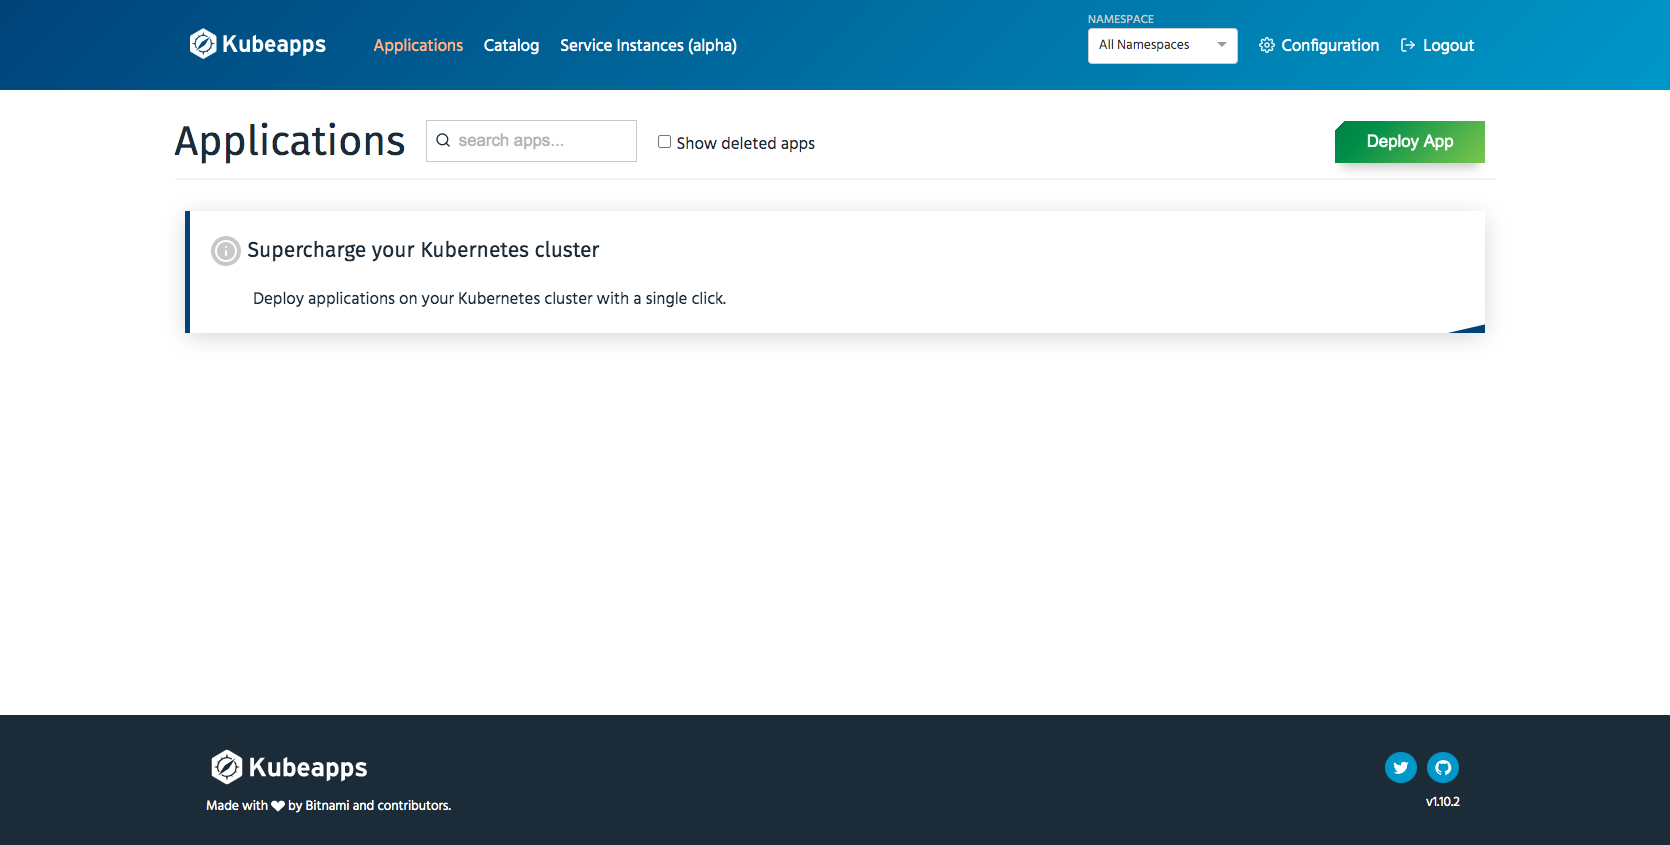 Kubeapps
Applications
Catalog
Service Instances (alpha)
NAMESPACE
All Namespaces
Configuration
Logout
Applications
search apps...
Show deleted apps
Deploy App
Supercharge your Kubernetes cluster
Deploy applications on your Kubernetes cluster with a single click.
Kubeapps
Made with ❤ by Bitnami and contributors.
v1.10.2